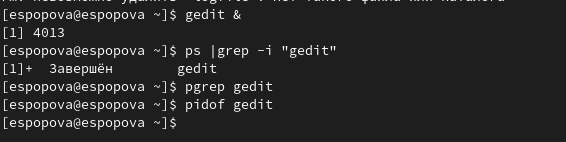 [espopova@espopova ~]$ gedit &
[1] 4013
[espopova@espopova ~]$ ps |grep -i "gedit"
[1]+  Завершён        gedit
[espopova@espopova ~]$ pgrep gedit
[espopova@espopova ~]$ pidof gedit
[espopova@espopova ~]$